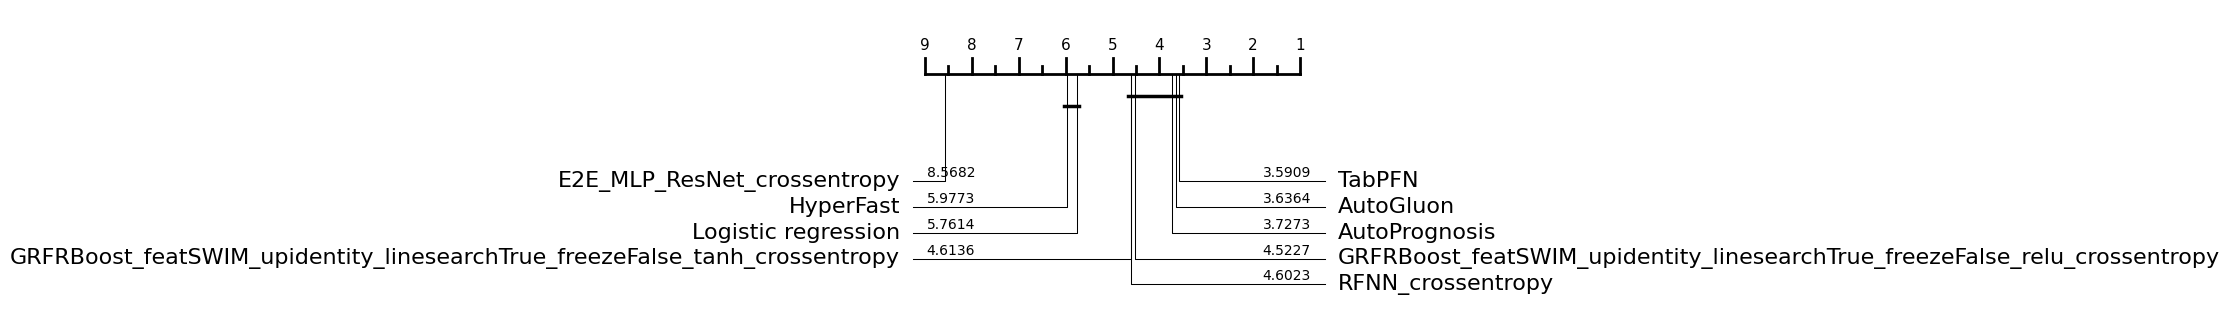 9 8 7 6 5 4 3 2 1
8.5682 3.5909
E2E_MLP_ResNet_crossentropy TabPFN
5.9773 3.6364
HyperFast AutoGluon
5.7614 3.7273
Logistic regression AutoPrognosis
4.6136 4.5227
GRFRBoost_featSWIM_upidentity_linesearchTrue_freezeFalse_tanh_crossentropy GRFRBoost_featSWIM_upidentity_linesearchTrue_freezeFalse_relu_crossentropy
4.6023
RFNN_crossentropy